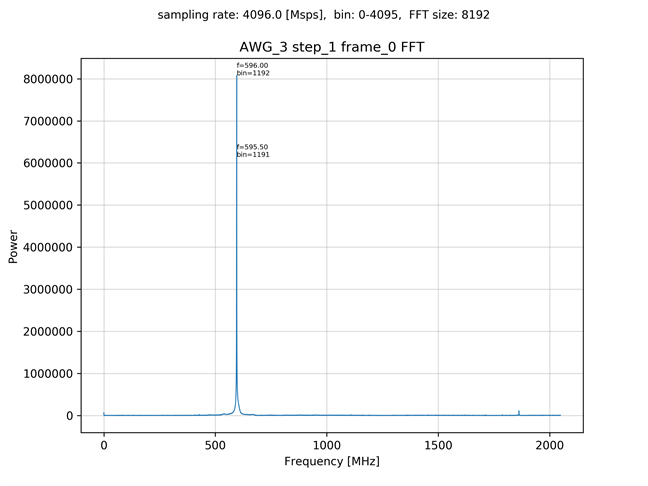 sampling rate: 4096.0 [Msps],  bin: 0-4095,  FFT size: 8192
AWG_3 step_1 frame_0 FFT
f=596.00
bin=1192
f=595.50
bin=1191
8000000
7000000
6000000
5000000
4000000
3000000
2000000
1000000
0
Power
0
500
1000
1500
2000
Frequency [MHz]